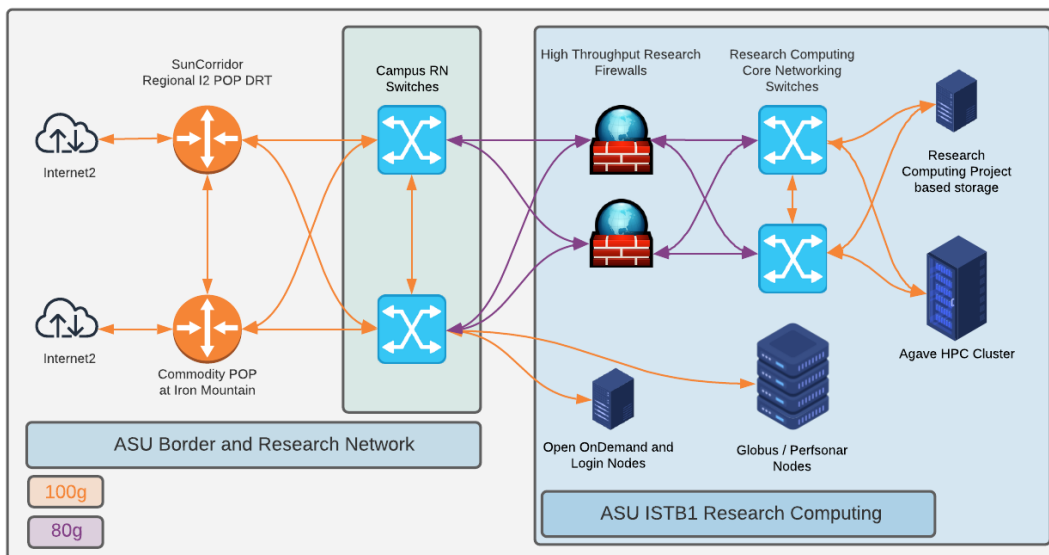 SunCorridor
Regional I2 POP DRT
Campus RN
Switches
High Throughput Research
Firewalls
Research Computing
Core Networking
Switches
Internet2
Research
Computing Project
based storage
Internet2
Commodity POP
at Iron Mountain
Agave HPC Cluster
Open OnDemand and
Login Nodes
Globus / Perfsonar
Nodes
ASU Border and Research Network
100g
80g
ASU ISTB1 Research Computing